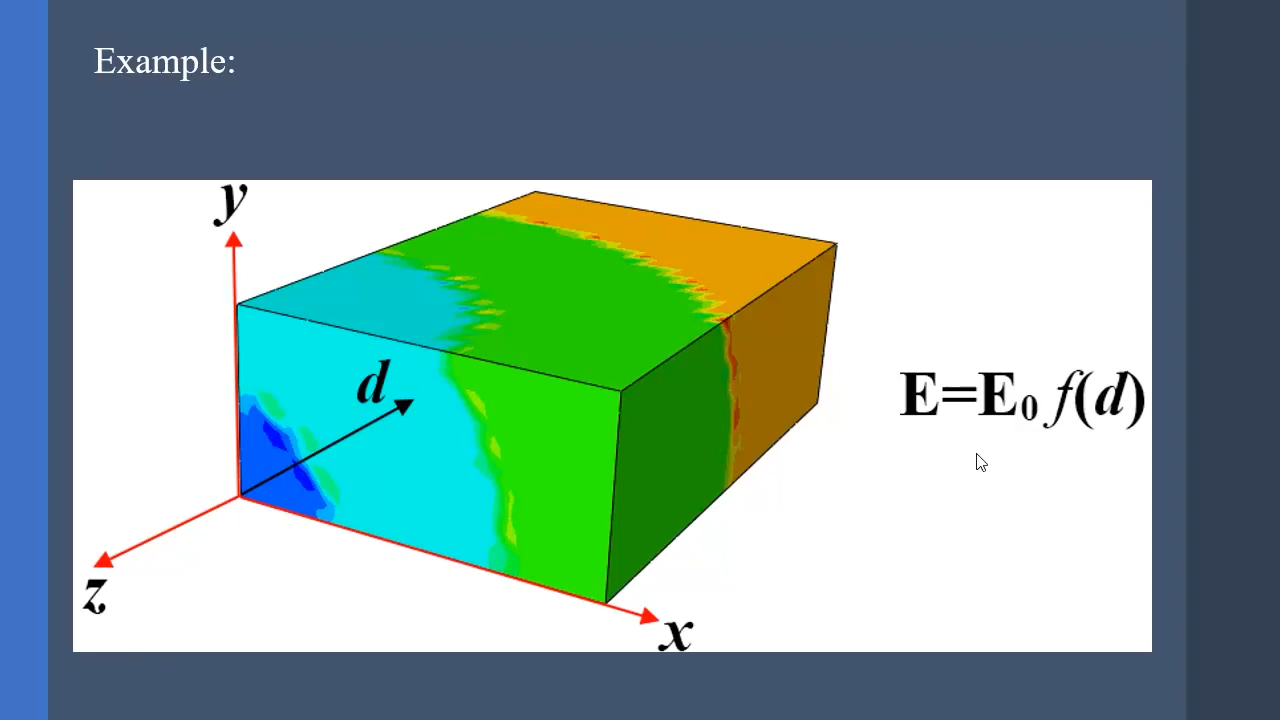 Example:
y
d
E=E₀ f(d)
z
x